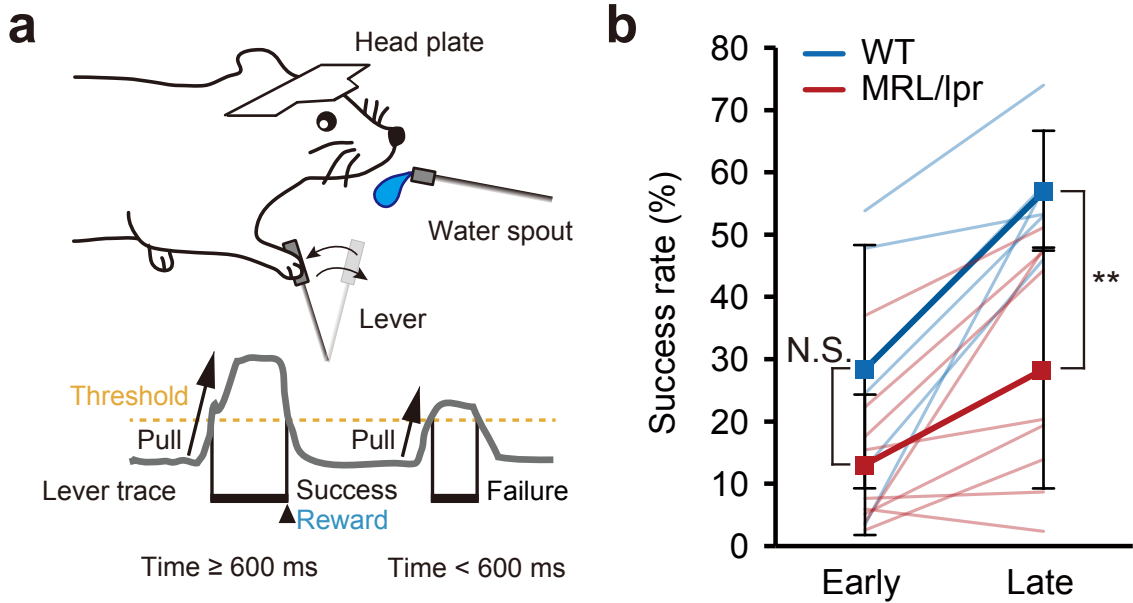 a
Head plate
Water spout
Lever
Threshold
Pull
Pull
Lever trace
Success
Failure
Reward
Time ≥ 600 ms
Time < 600 ms
b
80
70
60
50
40
30
20
10
0
Success rate (%)
WT
MRL/lpr
N.S.
**
Early
Late